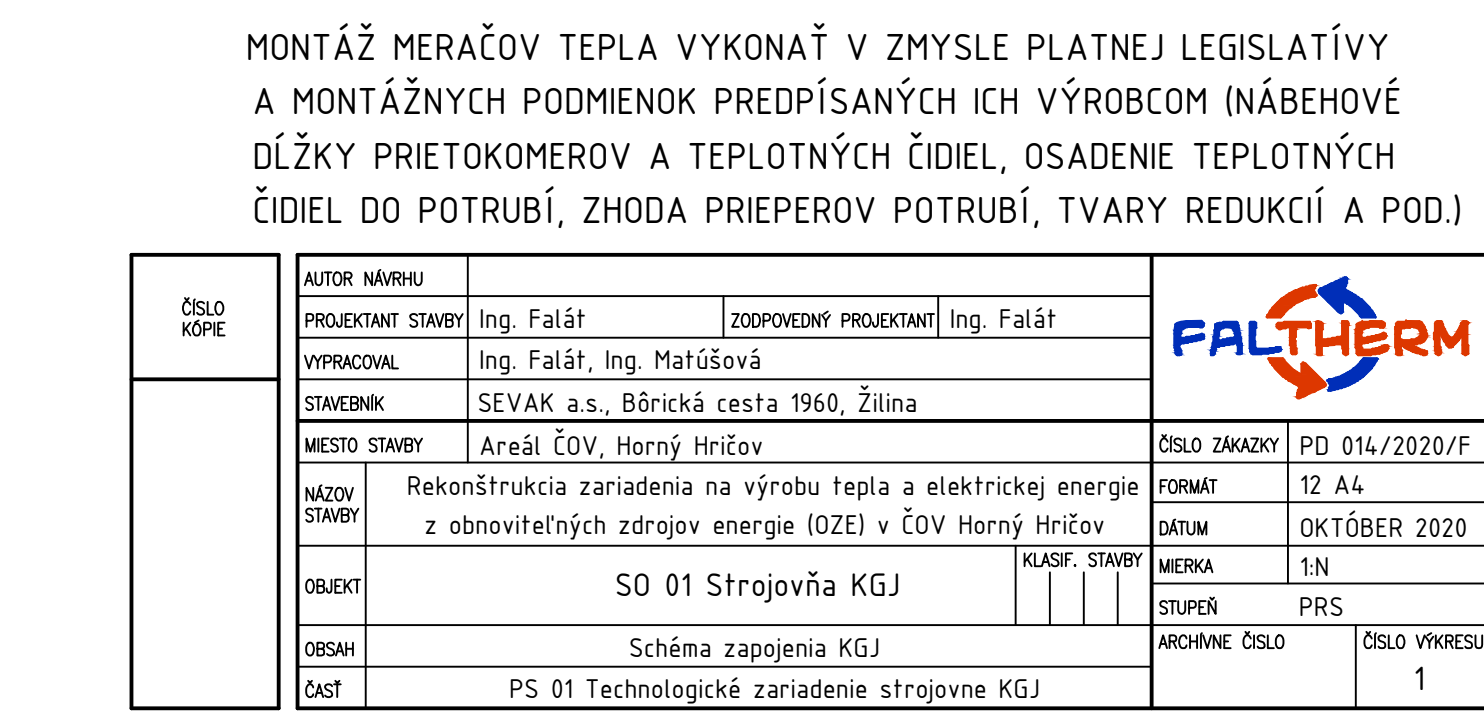 MONTÁŽ MERAČOV TEPLA VYKONAŤ V ZMYSLE PLATNEJ LEGISLATÍVY
A MONTÁŽNYCH PODMIENOK PREDPÍSANÝCH ICH VÝROBCOM (NÁBEHOVÉ
DĹŽKY PRIETOKOMEROV A TEPLOTNÝCH ČIDIEL, OSADENIE TEPLOTNÝCH
ČIDIEL DO POTRUBÍ, ZHODA PRIEPEROV POTRUBÍ, TVARY REDUKCIÍ A POD.)
ČÍSLO
KÓPIE
AUTOR NÁVRHU
PROJEKTANT STAVBY Ing. Falát ZODPOVEDNÝ PROJEKTANT Ing. Falát
VYPRACOVAL Ing. Falát, Ing. Matúšová
STAVEBNÍK SEVAK a.s., Bôrická cesta 1960, Žilina
FALTHERM
MIESTO STAVBY Areál ČOV, Horný Hričov
ČÍSLO ZÁKAZKY PD 014/2020/F
NÁZOV
STAVBY
Rekonštrukcia zariadenia na výrobu tepla a elektrickej energie
z obnoviteľných zdrojov energie (OZE) v ČOV Horný Hričov
FORMÁT 12 A4
DÁTUM OKTÓBER 2020
OBJEKT SO 01 Strojovňa KGJ
KLASIF. STAVBY
MIERKA 1:N
STUPEŇ PRS
OBSAH Schéma zapojenia KGJ
ČASŤ PS 01 Technologické zariadenie strojovne KGJ
ARCHÍVNE ČISLO
ČÍSLO VÝKRESU
1